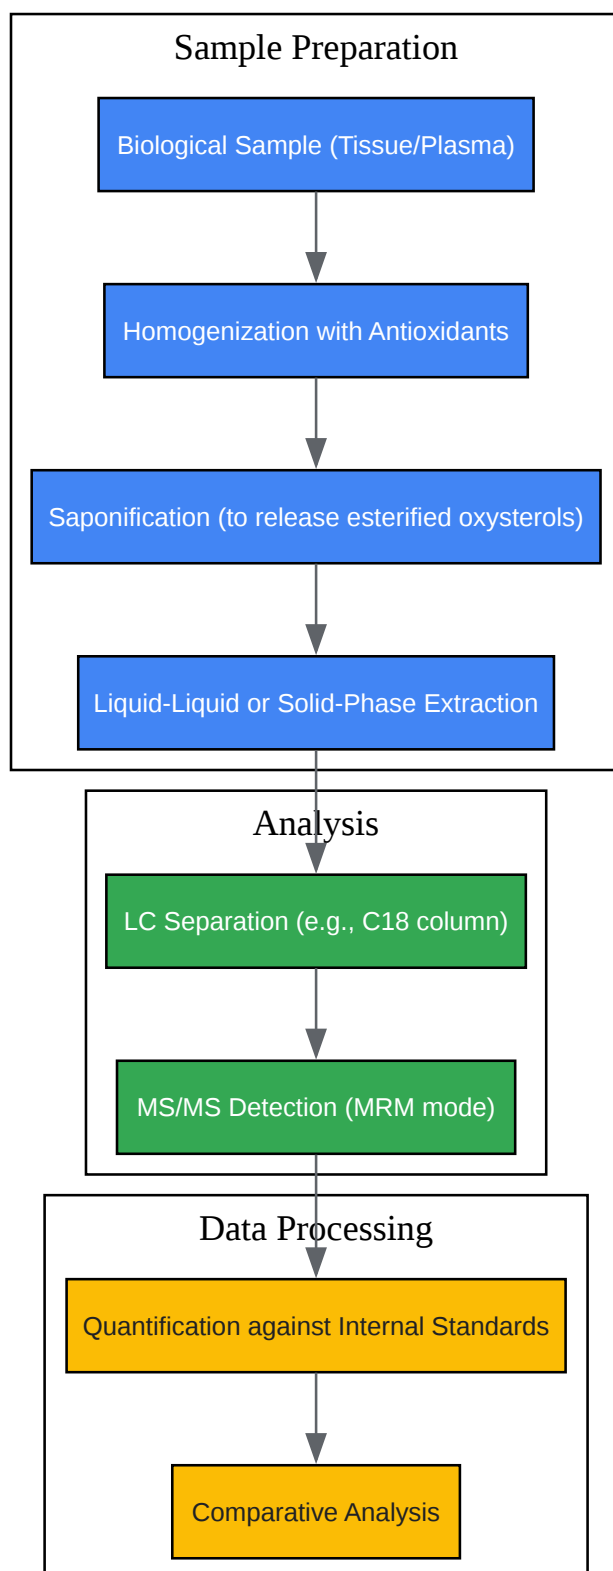 Sample Preparation
Biological Sample (Tissue/Plasma)
Homogenization with Antioxidants
Saponification (to release esterified oxysterols)
Liquid-Liquid or Solid-Phase Extraction
Analysis
LC Separation (e.g., C18 column)
MS/MS Detection (MRM mode)
Data Processing
Quantification against Internal Standards
Comparative Analysis